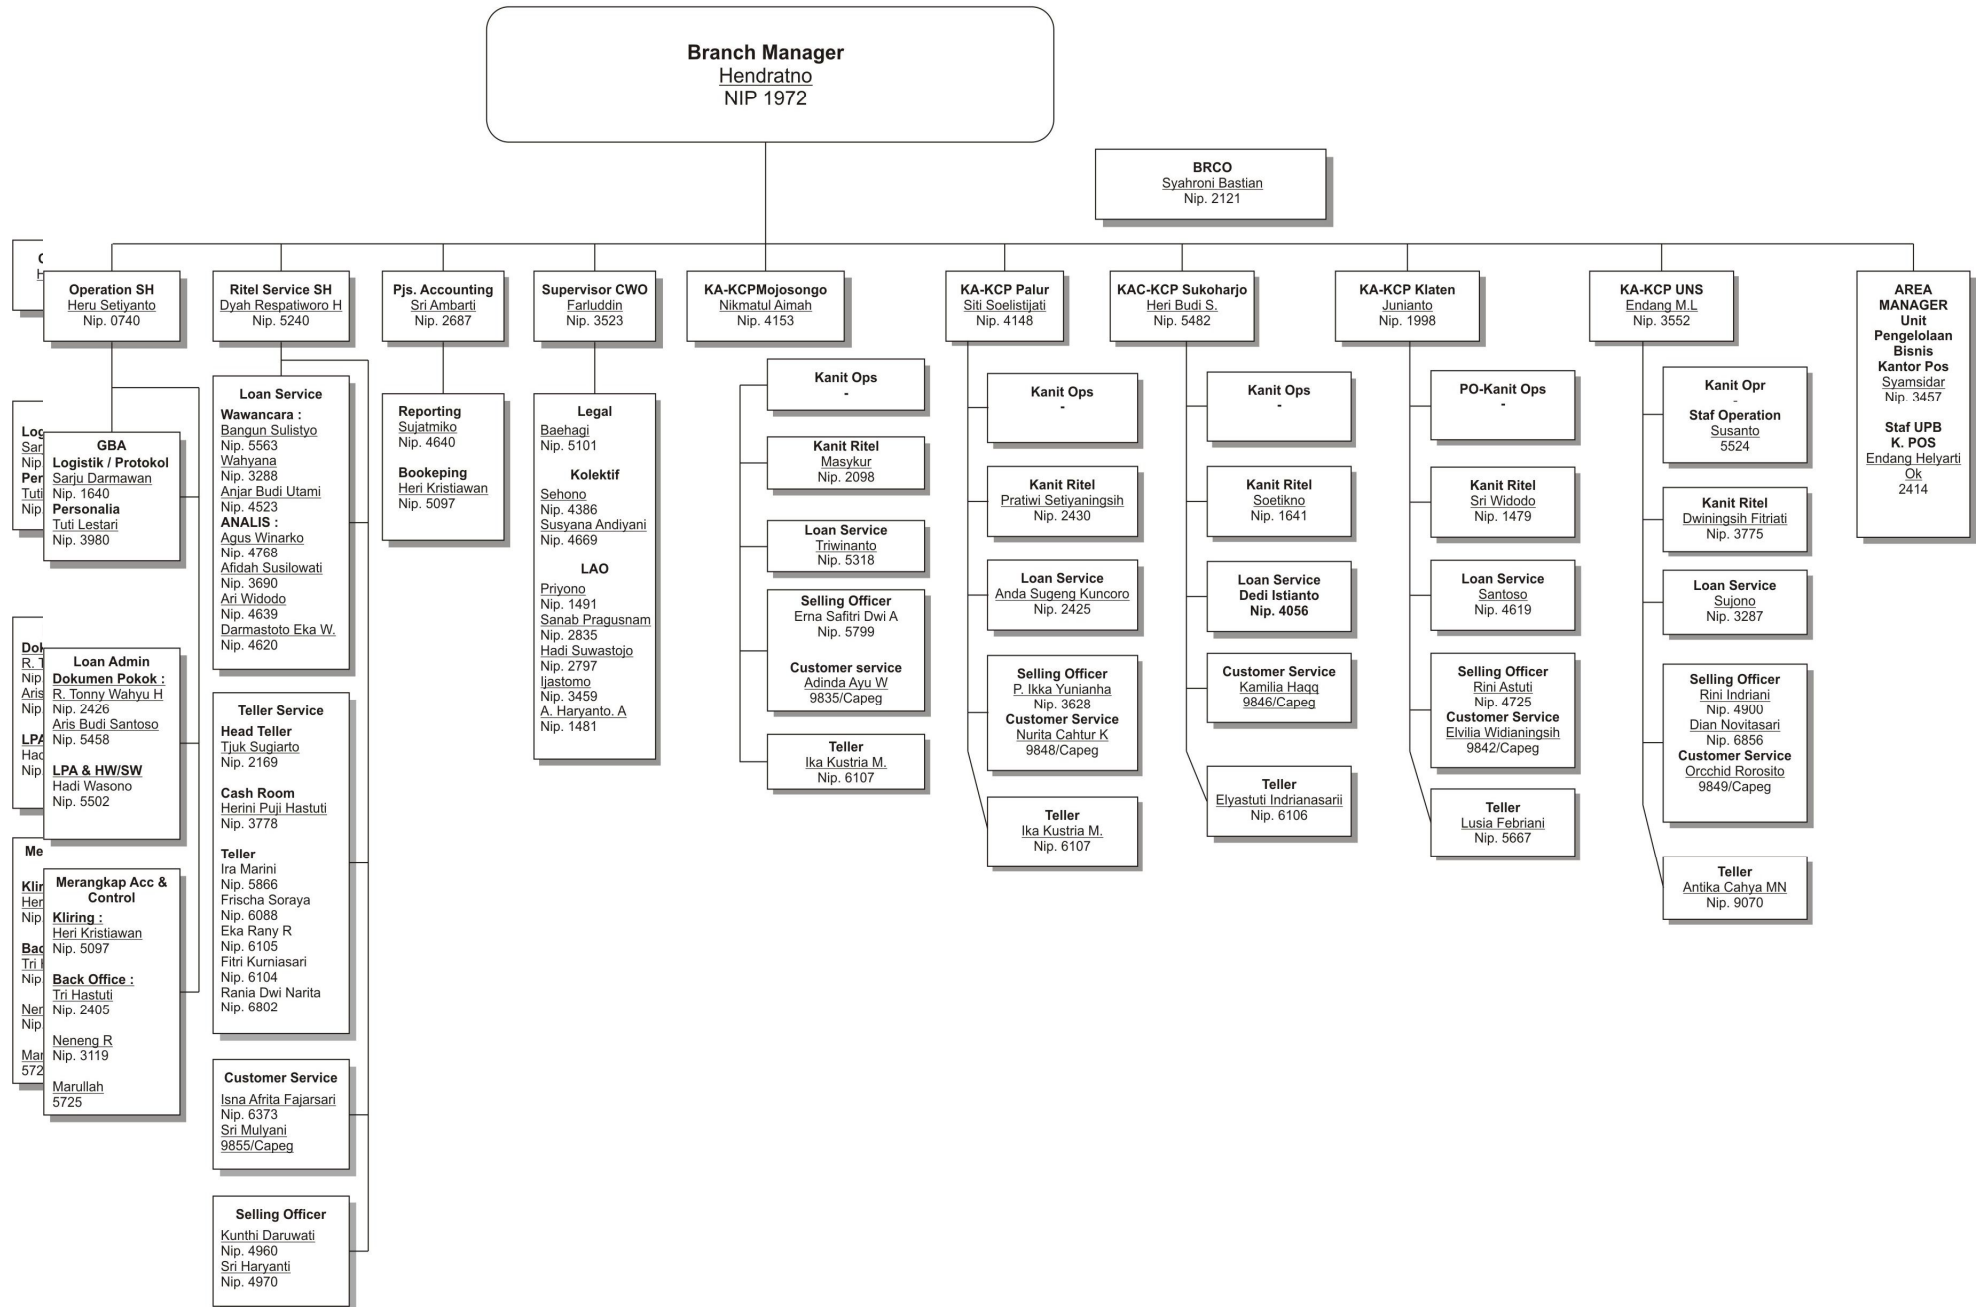 Branch Manager
Hendratno
NIP 1972
BRCO
Syahroni Bastian
Nip. 2121
Operation SH
Heru Setiyanto
Nip. 0740
GBA
Logistik / Protokol
Sarju Darmawan
Nip. 1640
Personalia
Tuti Lestari
Nip. 3980
Loan Admin
Dokumen Pokok :
R. Tonny Wahyu H
Nip. 2426
Aris Budi Santoso
Nip. 5458
LPA & HW/SW
Hadi Wasono
Nip. 5502
Merangkap Acc &
Control
Kliring :
Heri Kristiawan
Nip. 5097
Back Office :
Tri Hastuti
Nip. 2405
Neneng R
Nip. 3119
Marullah
5725
Ritel Service SH
Dyah Respatiworo H
Nip. 5240
Loan Service
Wawancara :
Bangun Sulistyo
Nip. 5563
Wahyana
Nip. 3288
Anjar Budi Utami
Nip. 4523
ANALIS :
Agus Winarko
Nip. 4768
Afidah Susilowati
Nip. 3690
Ari Widodo
Nip. 4639
Darmastoto Eka W.
Nip. 4620
Teller Service
Head Teller
Tjuk Sugiarto
Nip. 2169
Cash Room
Herini Puji Hastuti
Nip. 3778
Teller
Ira Marini
Nip. 5866
Frischa Soraya
Nip. 6088
Eka Rany R
Nip. 6105
Fitri Kurniasari
Nip. 6104
Rania Dwi Narita
Nip. 6802
Customer Service
Isna Afrita Fajarsari
Nip. 6373
Sri Mulyani
9855/Capeg
Selling Officer
Kunthi Daruwati
Nip. 4960
Sri Haryanti
Nip. 4970
Pjs. Accounting
Sri Ambarti
Nip. 2687
Reporting
Sujatmiko
Nip. 4640
Bookeping
Heri Kristiawan
Nip. 5097
Supervisor CWO
Farluddin
Nip. 3523
Legal
Baehagi
Nip. 5101
Kolektif
Sehono
Nip. 4386
Susyana Andiyani
Nip. 4669
LAO
Priyono
Nip. 1491
Sanab Pragusnam
Nip. 2835
Hadi Suwastojo
Nip. 2797
Ijastomo
Nip. 3459
A. Haryanto. A
Nip. 1481
KA-KCPMojosongo
Nikmatul Aimah
Nip. 4153
Kanit Ops
-
Kanit Ritel
Masykur
Nip. 2098
Loan Service
Triwinanto
Nip. 5318
Selling Officer
Erna Safitri Dwi A
Nip. 5799
Customer service
Adinda Ayu W
9835/Capeg
Teller
Ika Kustria M.
Nip. 6107
KA-KCP Palur
Siti Soelistijati
Nip. 4148
Kanit Ops
-
Kanit Ritel
Pratiwi Setiyaningsih
Nip. 2430
Loan Service
Anda Sugeng Kuncoro
Nip. 2425
Selling Officer
P. Ikka Yunianha
Nip. 3628
Customer Service
Nurita Cahtur K
9848/Capeg
Teller
Ika Kustria M.
Nip. 6107
KAC-KCP Sukoharjo
Heri Budi S.
Nip. 5482
Kanit Ops
-
Kanit Ritel
Soetikno
Nip. 1641
Loan Service
Dedi Istianto
Nip. 4056
Customer Service
Kamilia Haqq
9846/Capeg
Teller
Elyastuti Indrianasarii
Nip. 6106
KA-KCP Klaten
Junianto
Nip. 1998
PO-Kanit Ops
-
Kanit Ritel
Sri Widodo
Nip. 1479
Loan Service
Santoso
Nip. 4619
Selling Officer
Rini Astuti
Nip. 4725
Customer Service
Elvilia Widianingsih
9842/Capeg
Teller
Lusia Febriani
Nip. 5667
KA-KCP UNS
Endang M.L
Nip. 3552
Kanit Opr
-
Staf Operation
Susanto
5524
Kanit Ritel
Dwiningsih Fitriati
Nip. 3775
Loan Service
Sujono
Nip. 3287
Selling Officer
Rini Indriani
Nip. 4900
Dian Novitasari
Nip. 6856
Customer Service
Orcchid Rorosito
9849/Capeg
Teller
Antika Cahya MN
Nip. 9070
AREA
MANAGER
Unit
Pengelolaan
Bisnis
Kantor Pos
Syamsidar
Nip. 3457
Staf UPB
K. POS
Endang Helyarti
Ok
2414